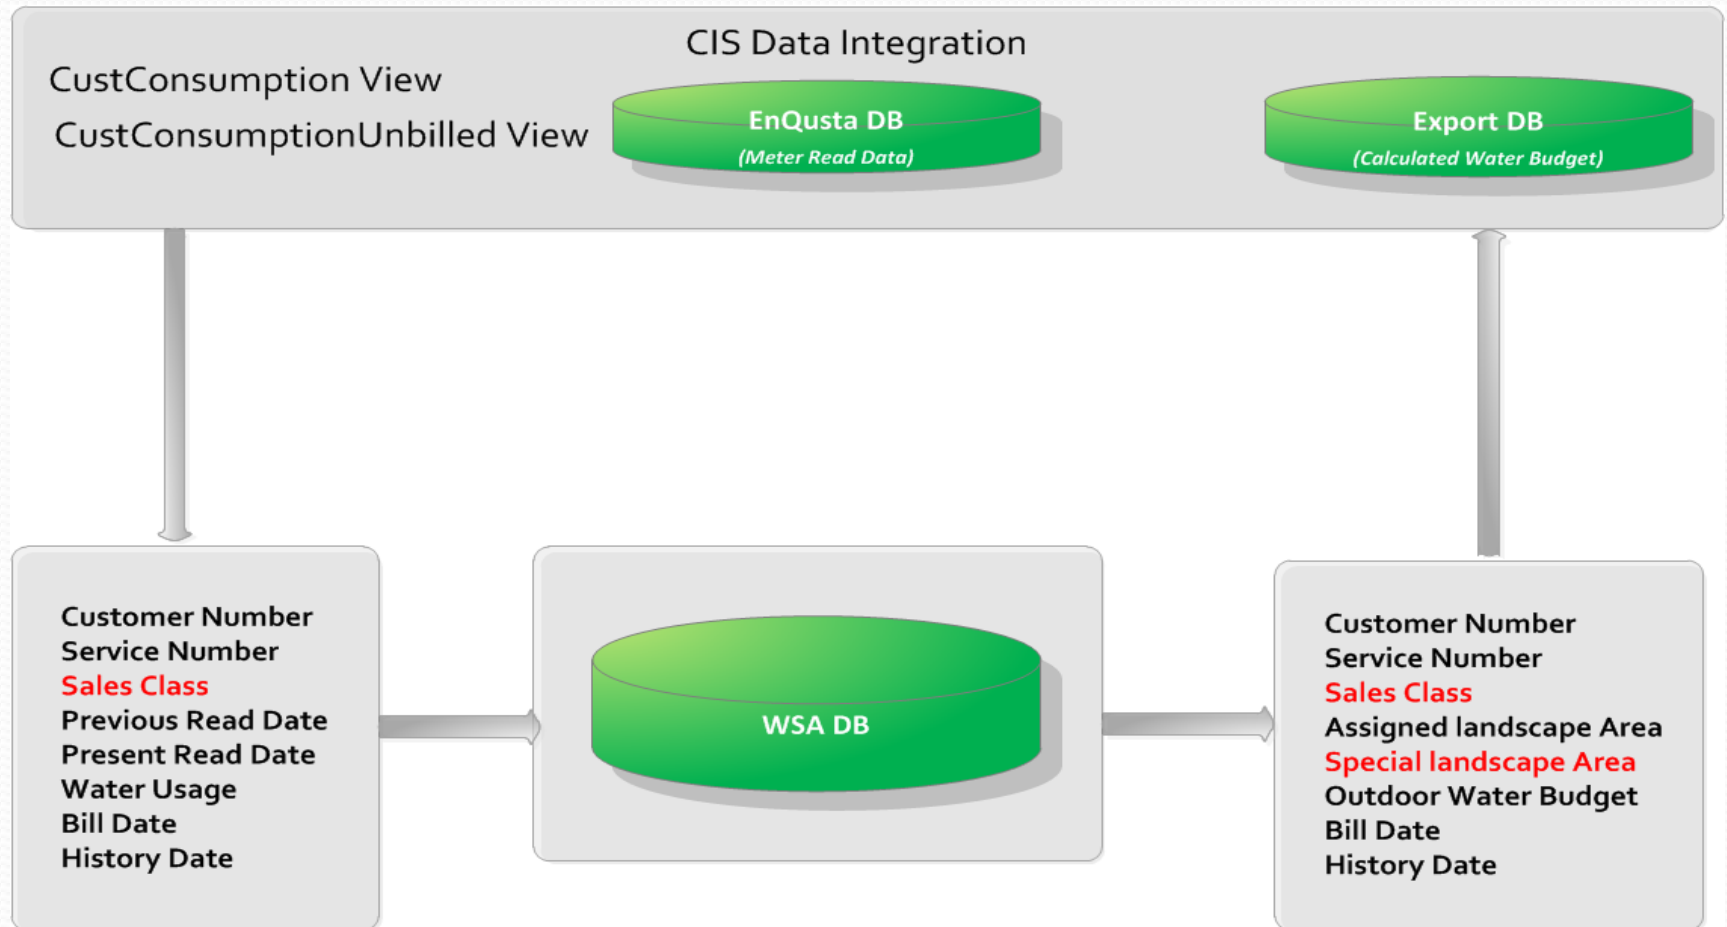 CIS Data Integration
CustConsumption View
CustConsumptionUnbilled View
EnQusta DB
(Meter Read Data)
Export DB
(Calculated Water Budget)
Customer Number
Service Number
Sales Class
Previous Read Date
Present Read Date
Water Usage
Bill Date
History Date
WSA DB
Customer Number
Service Number
Sales Class
Assigned landscape Area
Special landscape Area
Outdoor Water Budget
Bill Date
History Date